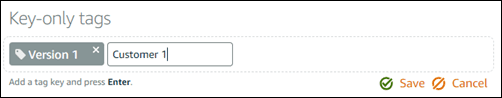 Key-only tags
Version 1 × Customer 1
Add a tag key and press Enter. Save Cancel